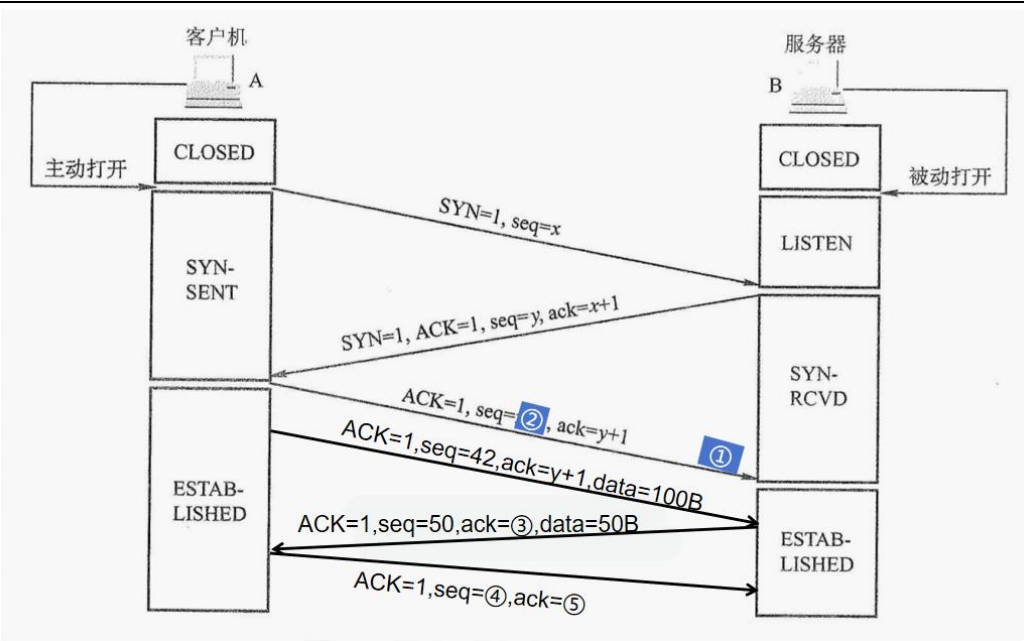 客户机
服务器
A
B
主动打开
CLOSED
CLOSED
被动打开
SYN=1, seq=x
LISTEN
SYN-
SENT
SYN=1, ACK=1, seq=y, ack=x+1
SYN-
RCVD
ACK=1, seq=②, ack=y+1
①
ACK=1,seq=42,ack=y+1,data=100B
ESTAB-
LISHED
ACK=1,seq=50,ack=③,data=50B
ESTAB-
LISHED
ACK=1,seq=④,ack=⑤